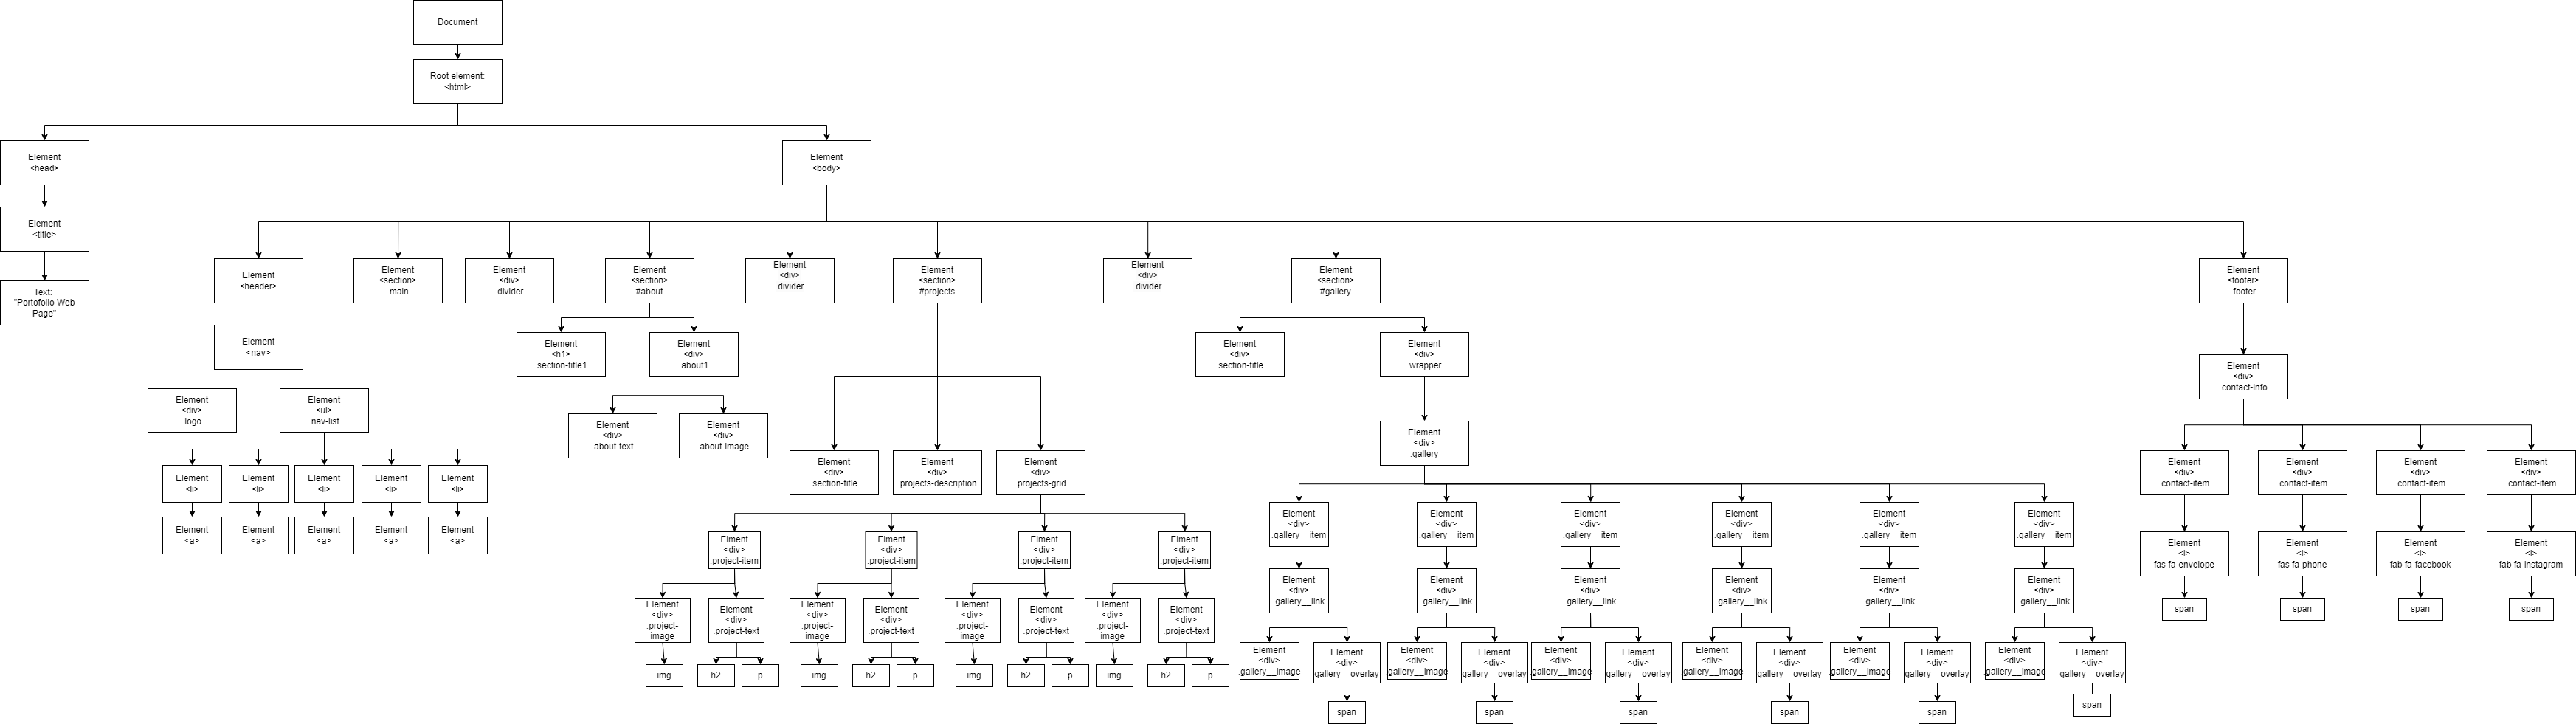 Document
Root element:
<html>
Element
<head>
Element
<body>
Element
<title>
Text:
"Portofolio Web
Page"
Element
<header>
Element
<section>
.main
Element
<div>
.divider
Element
<section>
#about
Element
<div>
.divider
Element
<section>
#projects
Element
<div>
.divider
Element
<section>
#gallery
Element
<footer>
.footer
Element
<nav>
Element
<div>
.logo
Element
<ul>
.nav-list
Element
<li>
Element
<li>
Element
<li>
Element
<li>
Element
<li>
Element
<a>
Element
<a>
Element
<a>
Element
<a>
Element
<a>
Element
<h1>
.section-title1
Element
<div>
.about1
Element
<div>
.about-text
Element
<div>
.about-image
Element
<div>
.section-title
Element
<div>
.projects-description
Element
<div>
.projects-grid
Elment
<div>
.project-item
Elment
<div>
.project-item
Elment
<div>
.project-item
Elment
<div>
.project-item
Element
<div>
.project-
image
Element
<div>
.project-text
Element
<div>
.project-
image
Element
<div>
.project-text
Element
<div>
.project-
image
Element
<div>
.project-text
Element
<div>
.project-
image
Element
<div>
.project-text
img
h2
p
img
h2
p
img
h2
p
img
h2
p
Element
<div>
.section-title
Element
<div>
.wrapper
Element
<div>
.gallery
Element
<div>
.gallery__item
Element
<div>
.gallery__item
Element
<div>
.gallery__item
Element
<div>
.gallery__item
Element
<div>
.gallery__item
Element
<div>
.gallery__item
Element
<div>
.gallery__link
Element
<div>
.gallery__link
Element
<div>
.gallery__link
Element
<div>
.gallery__link
Element
<div>
.gallery__link
Element
<div>
.gallery__link
Element
<div>
gallery__image
Element
<div>
gallery__overlay
Element
<div>
gallery__image
Element
<div>
gallery__overlay
Element
<div>
gallery__image
Element
<div>
gallery__overlay
Element
<div>
gallery__image
Element
<div>
gallery__overlay
Element
<div>
gallery__image
Element
<div>
gallery__overlay
Element
<div>
gallery__image
Element
<div>
gallery__overlay
span
span
span
span
span
span
Element
<div>
.contact-info
Element
<div>
.contact-item
Element
<div>
.contact-item
Element
<div>
.contact-item
Element
<div>
.contact-item
Element
<i>
fas fa-envelope
Element
<i>
fas fa-phone
Element
<i>
fab fa-facebook
Element
<i>
fab fa-instagram
span
span
span
span